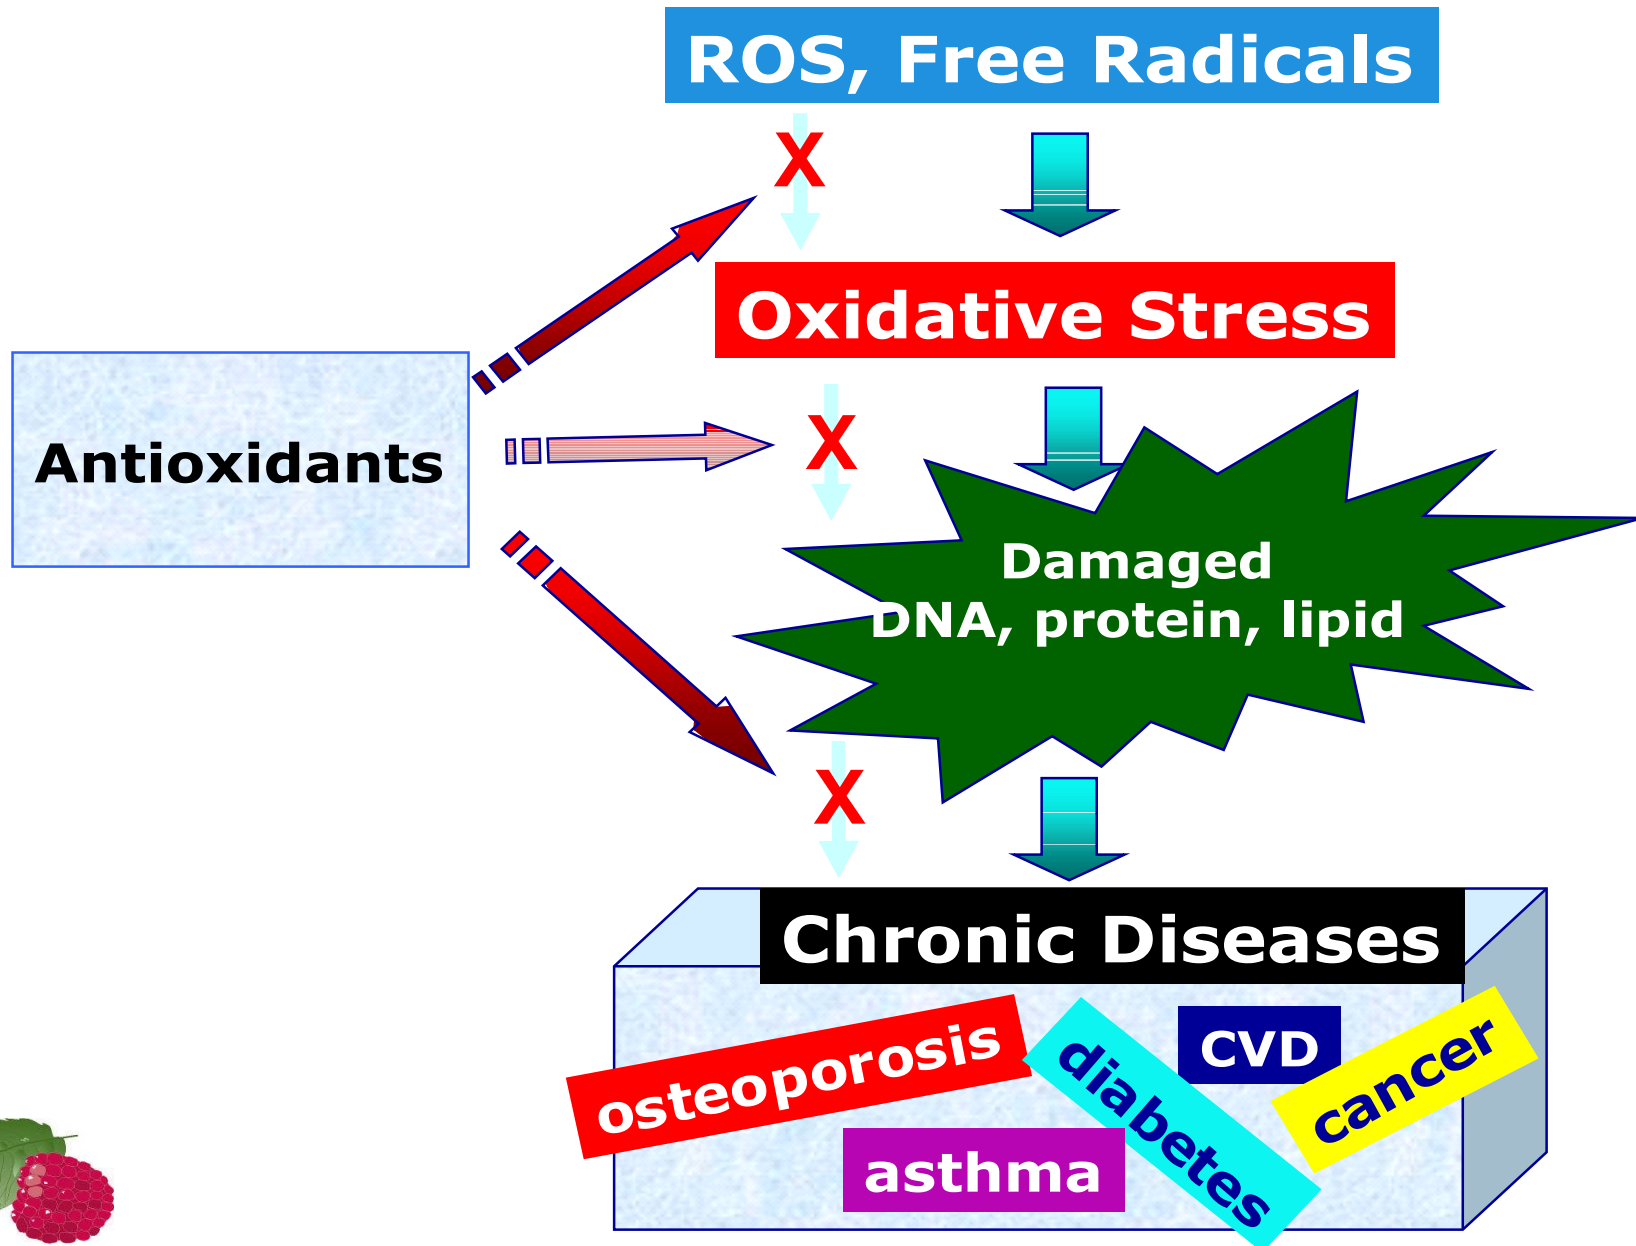 ROS, Free Radicals
X
Oxidative Stress
Antioxidants
X
Damaged
DNA, protein, lipid
X
Chronic Diseases
osteoporosis
diabetes
CVD
cancer
asthma